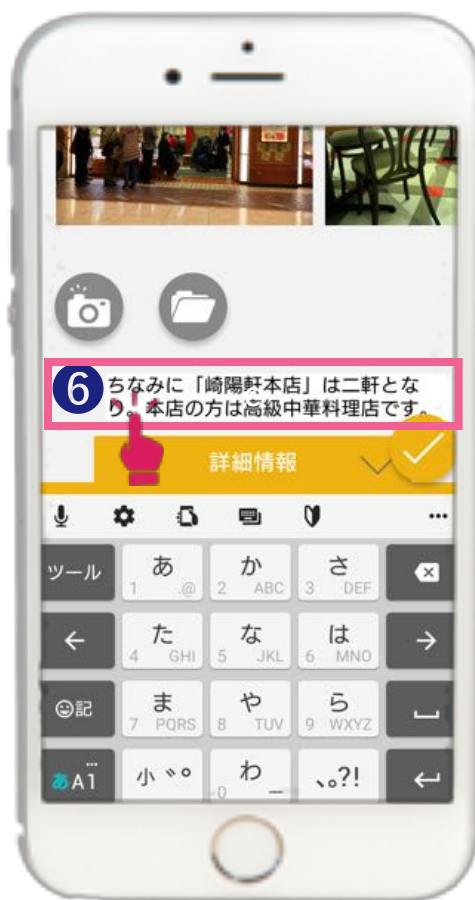 6
ちなみに「崎陽軒本店」は二軒とな
り。本店の方は高級中華料理店です。
詳細情報
ツール
あ
1 .@
か
2 ABC
さ
3 DEF
た
4 GHI
な
5 JKL
は
6 MNO
記
ま
7 PQRS
や
8 TUV
ら
9 WXYZ
あA1
小゛゜
わ
0
、。?!